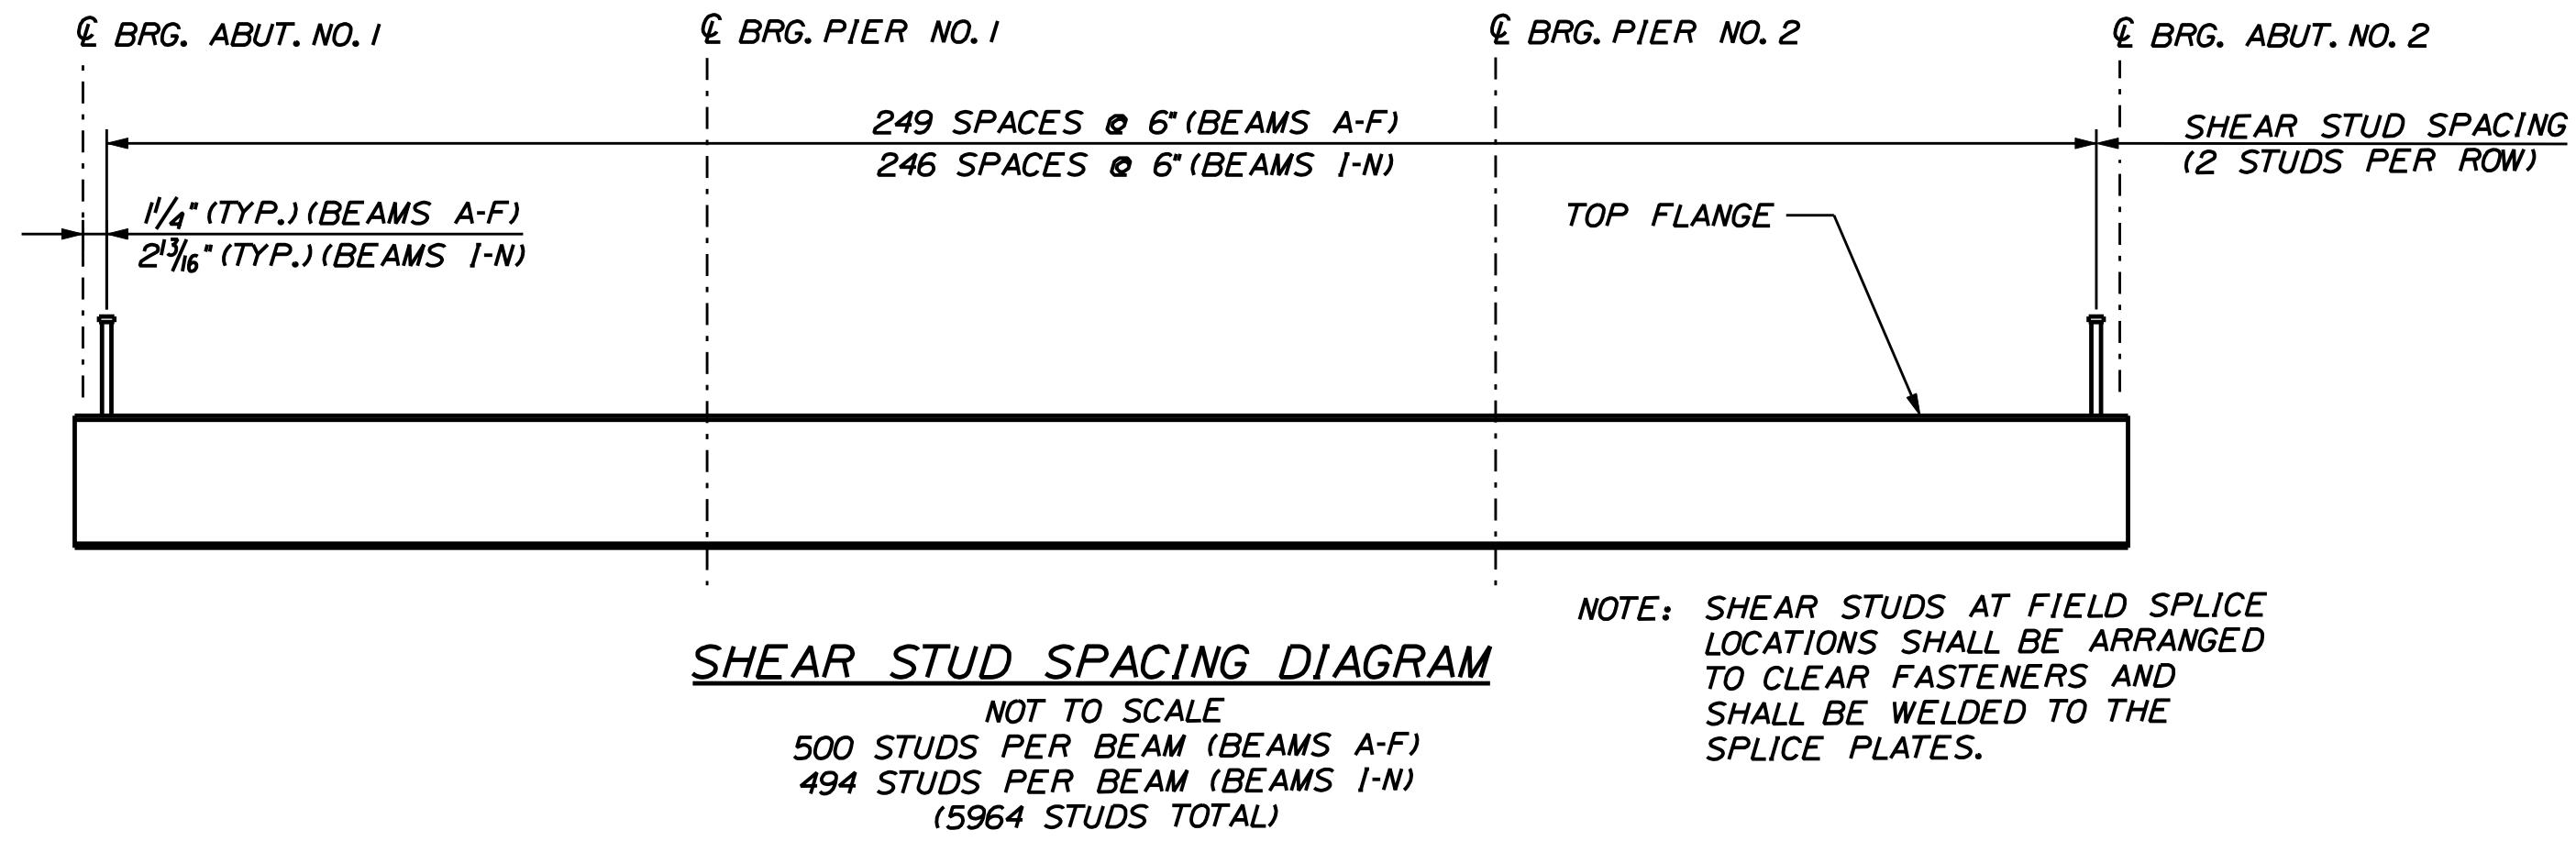 ℄ BRG. ABUT. NO. 1
℄ BRG. PIER NO. 1
℄ BRG. PIER NO. 2
℄ BRG. ABUT. NO. 2
249 SPACES @ 6" (BEAMS A-F)
246 SPACES @ 6" (BEAMS I-N)
SHEAR STUD SPACING
(2 STUDS PER ROW)
1 1/4" (TYP.) (BEAMS A-F)
2 13/16" (TYP.) (BEAMS I-N)
TOP FLANGE
NOTE: SHEAR STUDS AT FIELD SPLICE
LOCATIONS SHALL BE ARRANGED
TO CLEAR FASTENERS AND
SHALL BE WELDED TO THE
SPLICE PLATES.
SHEAR STUD SPACING DIAGRAM
NOT TO SCALE
500 STUDS PER BEAM (BEAMS A-F)
494 STUDS PER BEAM (BEAMS I-N)
(5964 STUDS TOTAL)